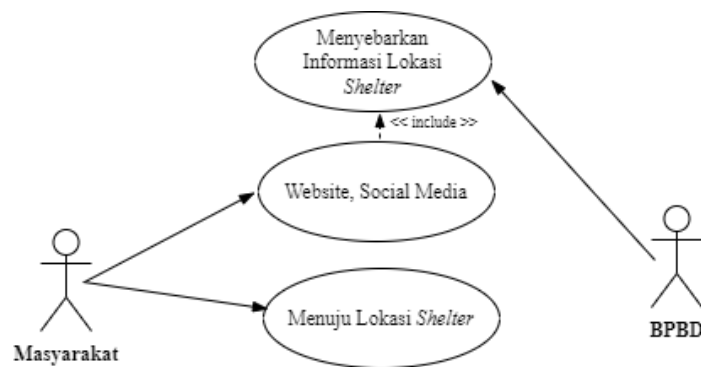 Menyebarkan
Informasi Lokasi
Shelter
<< include >>
Website, Social Media
Menuju Lokasi Shelter
Masyarakat
BPBD